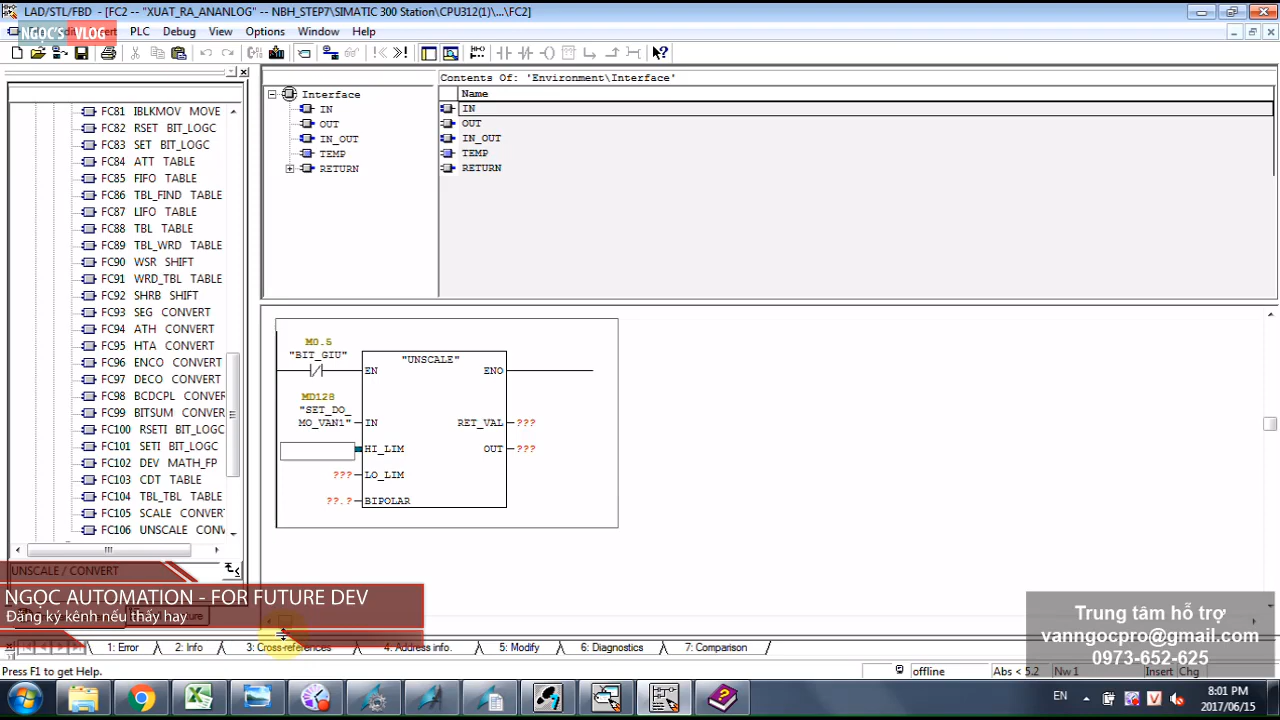 LAD/STL/FBD - [FC2 -- "XUAT_RA_ANANLOG" -- NBH_STEP7\SIMATIC 300 Station\CPU312(1)\...\FC2]
NGỌC'S VLOG
PLC Debug View Options Window Help
Contents Of: 'Environment\Interface'
Name
Interface
IN
OUT
IN_OUT
TEMP
RETURN
IN
OUT
IN_OUT
TEMP
RETURN
FC81 IBLKMOV MOVE
FC82 RSET BIT_LOGC
FC83 SET BIT_LOGC
FC84 ATT TABLE
FC85 FIFO TABLE
FC86 TBL_FIND TABLE
FC87 LIFO TABLE
FC88 TBL TABLE
FC89 TBL_WRD TABLE
FC90 WSR SHIFT
FC91 WRD_TBL TABLE
FC92 SHRB SHIFT
FC93 SEG CONVERT
FC94 ATH CONVERT
FC95 HTA CONVERT
FC96 ENCO CONVERT
FC97 DECO CONVERT
FC98 BCDCPL CONVER
FC99 BITSUM CONVER
FC100 RSETI BIT_LOGC
FC101 SETI BIT_LOGC
FC102 DEV MATH_FP
FC103 CDT TABLE
FC104 TBL_TBL TABLE
FC105 SCALE CONVER
FC106 UNSCALE CONV
UNSCALE / CONVERT
M0.5
"BIT_GIU"
"UNSCALE"
EN ENO
MD128
"SET_DO_
MO_VAN1" IN RET_VAL ???
HI_LIM OUT ???
??? LO_LIM
??.? BIPOLAR
NGỌC AUTOMATION - FOR FUTURE DEV
Đăng ký kênh nếu thấy hay
Trung tâm hỗ trợ
vanngocpro@gmail.com
0973-652-625
1: Error 2: Info 3: Cross-references 4: Address info. 5: Modify 6: Diagnostics 7: Comparison
Press F1 to get Help.
offline Abs < 5.2 Nw 1 Insert Chg
EN
8:01 PM
2017/06/15